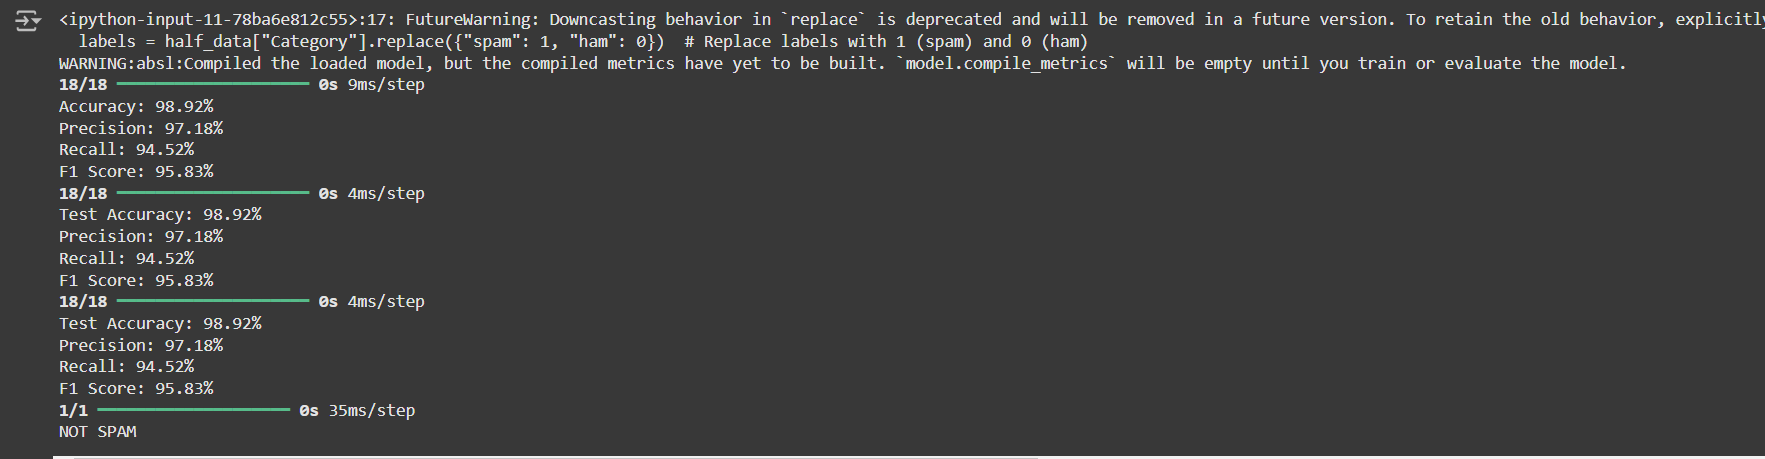 <ipython-input-11-78ba6e812c55>:17: FutureWarning: Downcasting behavior in `replace` is deprecated and will be removed in a future version. To retain the old behavior, explicitly
labels = half_data["Category"].replace({"spam": 1, "ham": 0})  # Replace labels with 1 (spam) and 0 (ham)
WARNING:absl:Compiled the loaded model, but the compiled metrics have yet to be built. `model.compile_metrics` will be empty until you train or evaluate the model.
18/18 ━━━━━━━━━━━━━━━━━━━━ 0s 9ms/step
Accuracy: 98.92%
Precision: 97.18%
Recall: 94.52%
F1 Score: 95.83%
18/18 ━━━━━━━━━━━━━━━━━━━━ 0s 4ms/step
Test Accuracy: 98.92%
Precision: 97.18%
Recall: 94.52%
F1 Score: 95.83%
18/18 ━━━━━━━━━━━━━━━━━━━━ 0s 4ms/step
Test Accuracy: 98.92%
Precision: 97.18%
Recall: 94.52%
F1 Score: 95.83%
1/1 ━━━━━━━━━━━━━━━━━━━━ 0s 35ms/step
NOT SPAM